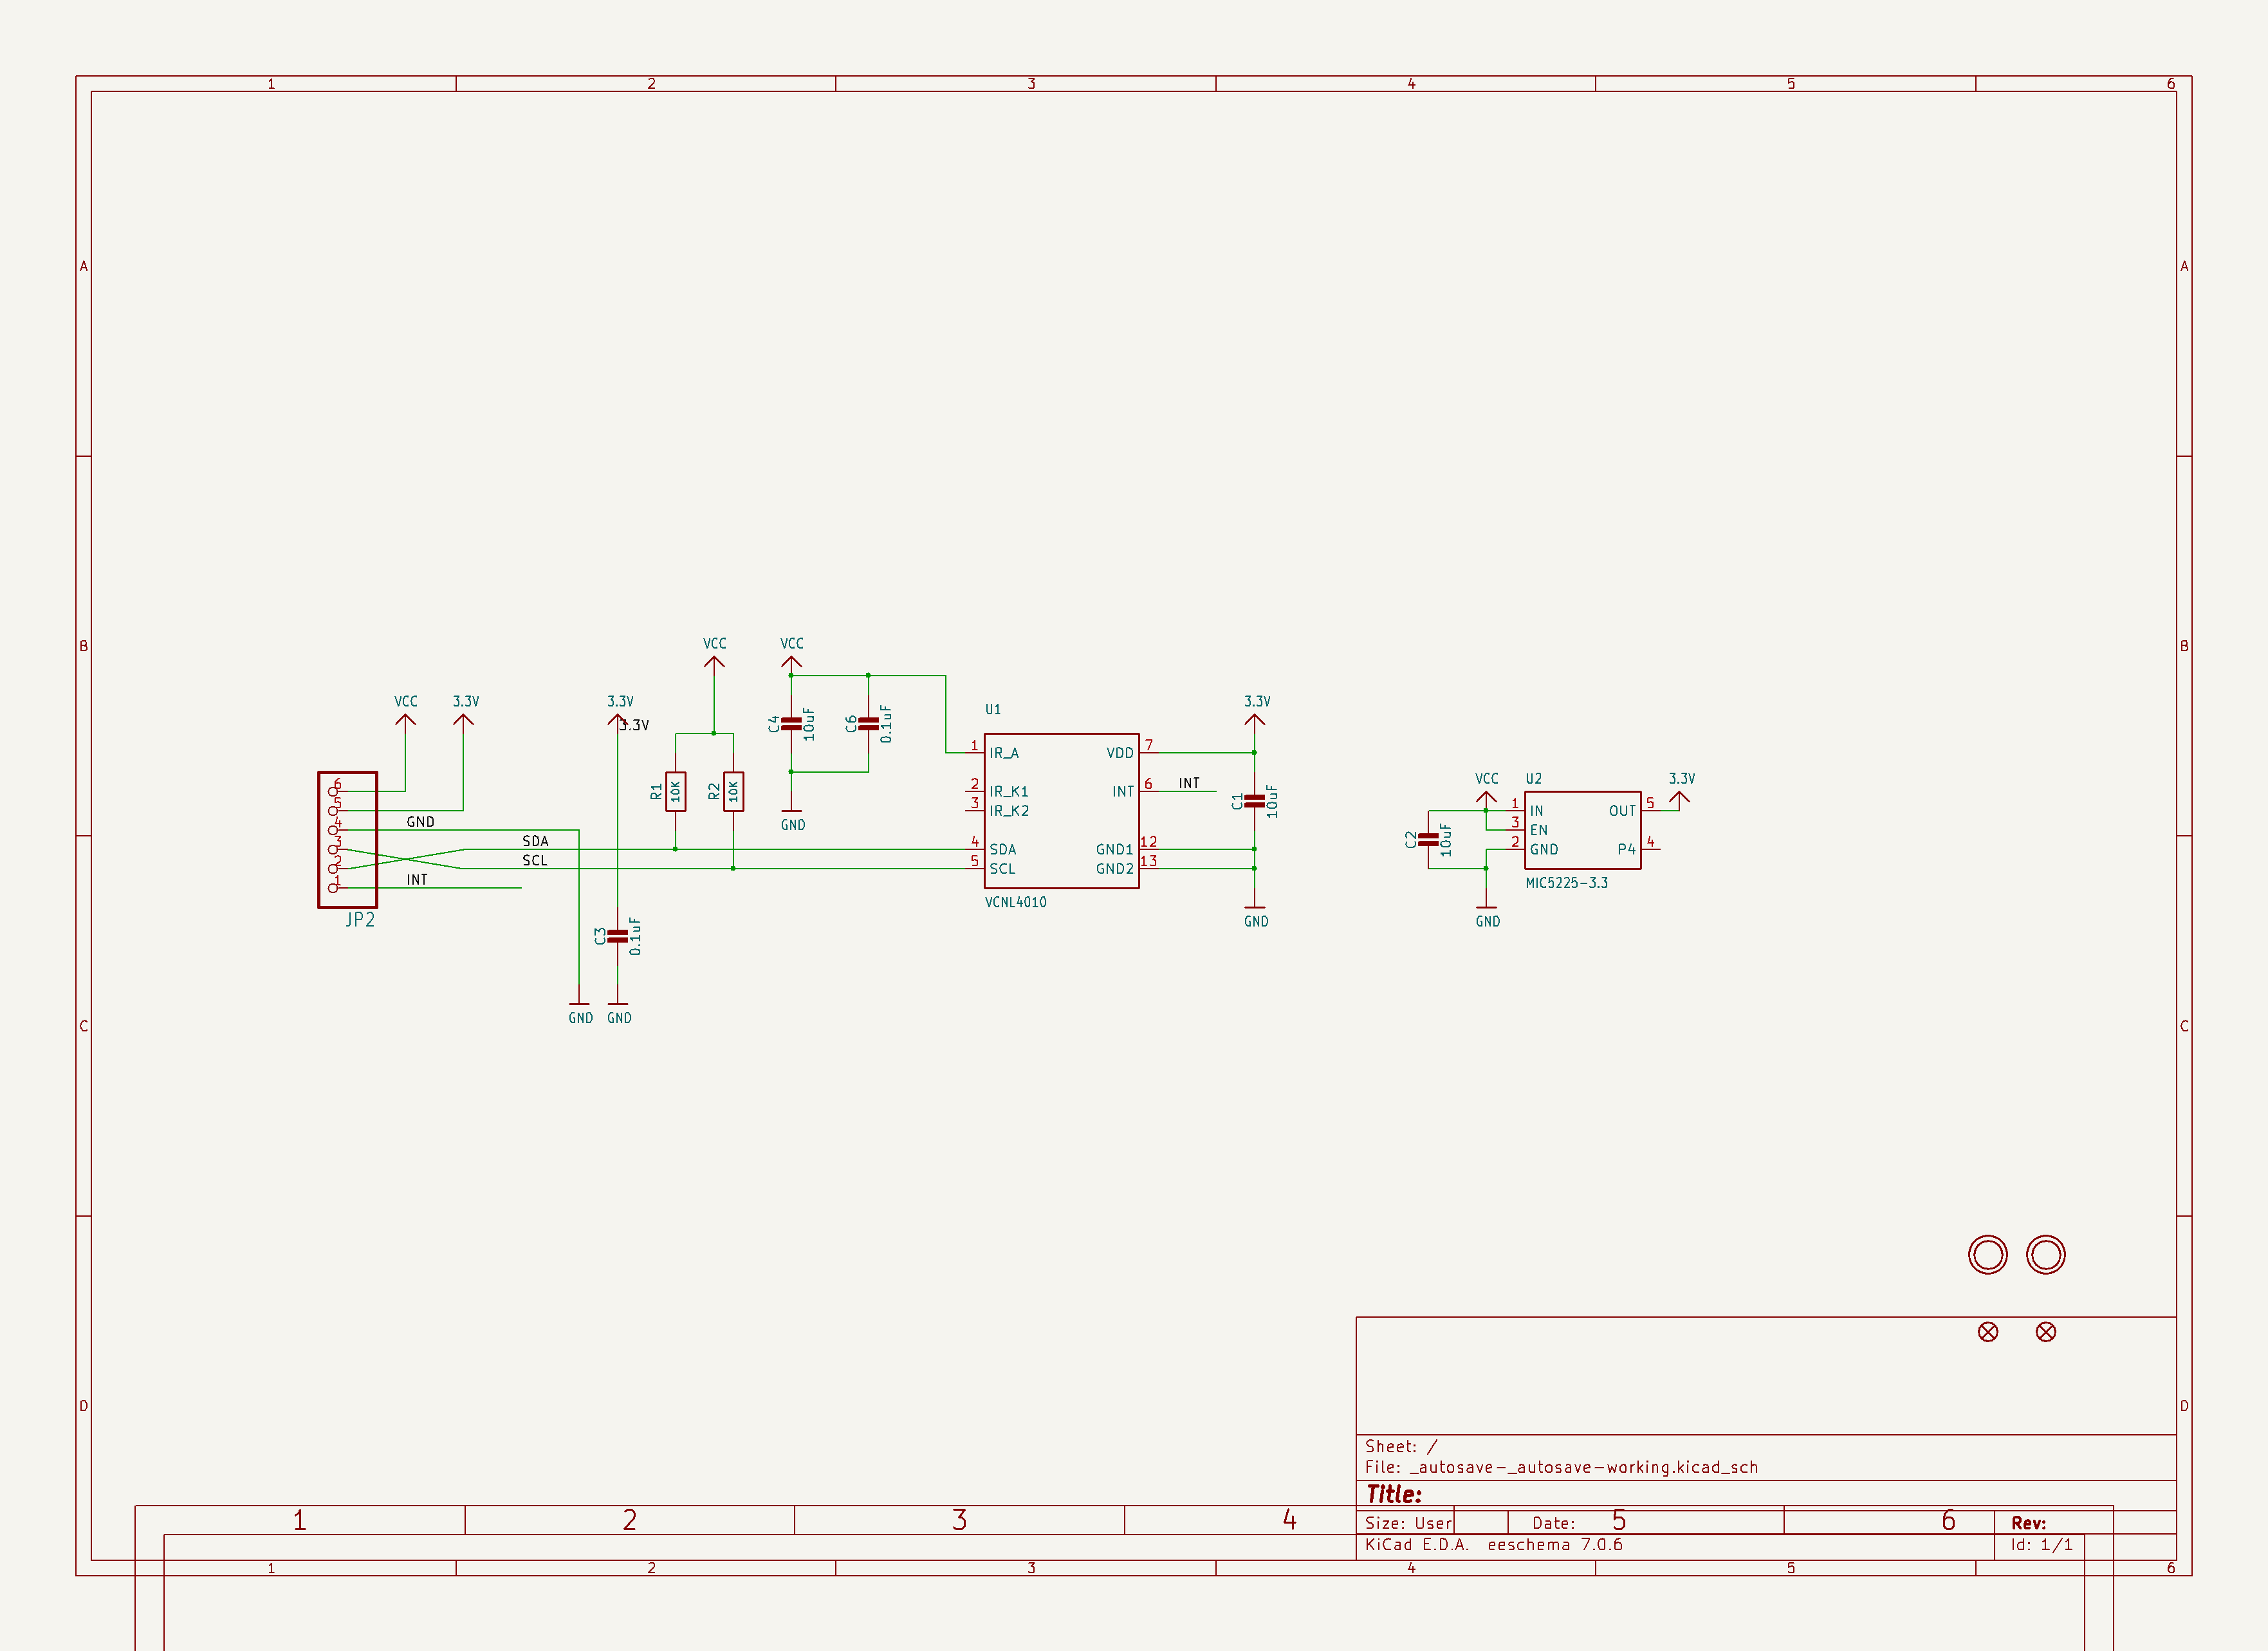 1 2 3 4 5 6
A A
B B
C C
D D
VCC
3.3V
6
5
4
3
2
1
JP2
GND
SDA
SCL
INT
3.3V
3.3V
C3
0.1uF
GND
GND
VCC
R1
10K
R2
10K
VCC
C4
10uF
C6
0.1uF
GND
U1
1 IR_A
2 IR_K1
3 IR_K2
4 SDA
5 SCL
VDD 7
INT 6
GND1 12
GND2 13
VCNL4010
INT
3.3V
C1
10uF
GND
VCC
U2
3.3V
C2
10uF
1 IN
3 EN
2 GND
OUT 5
P4 4
MIC5225-3.3
GND
Sheet: /
File: _autosave-_autosave-working.kicad_sch
Title:
Size: User Date: Rev:
KiCad E.D.A. eeschema 7.0.6 Id: 1/1
1 2 3 4 5 6
1 2 3 4 5 6